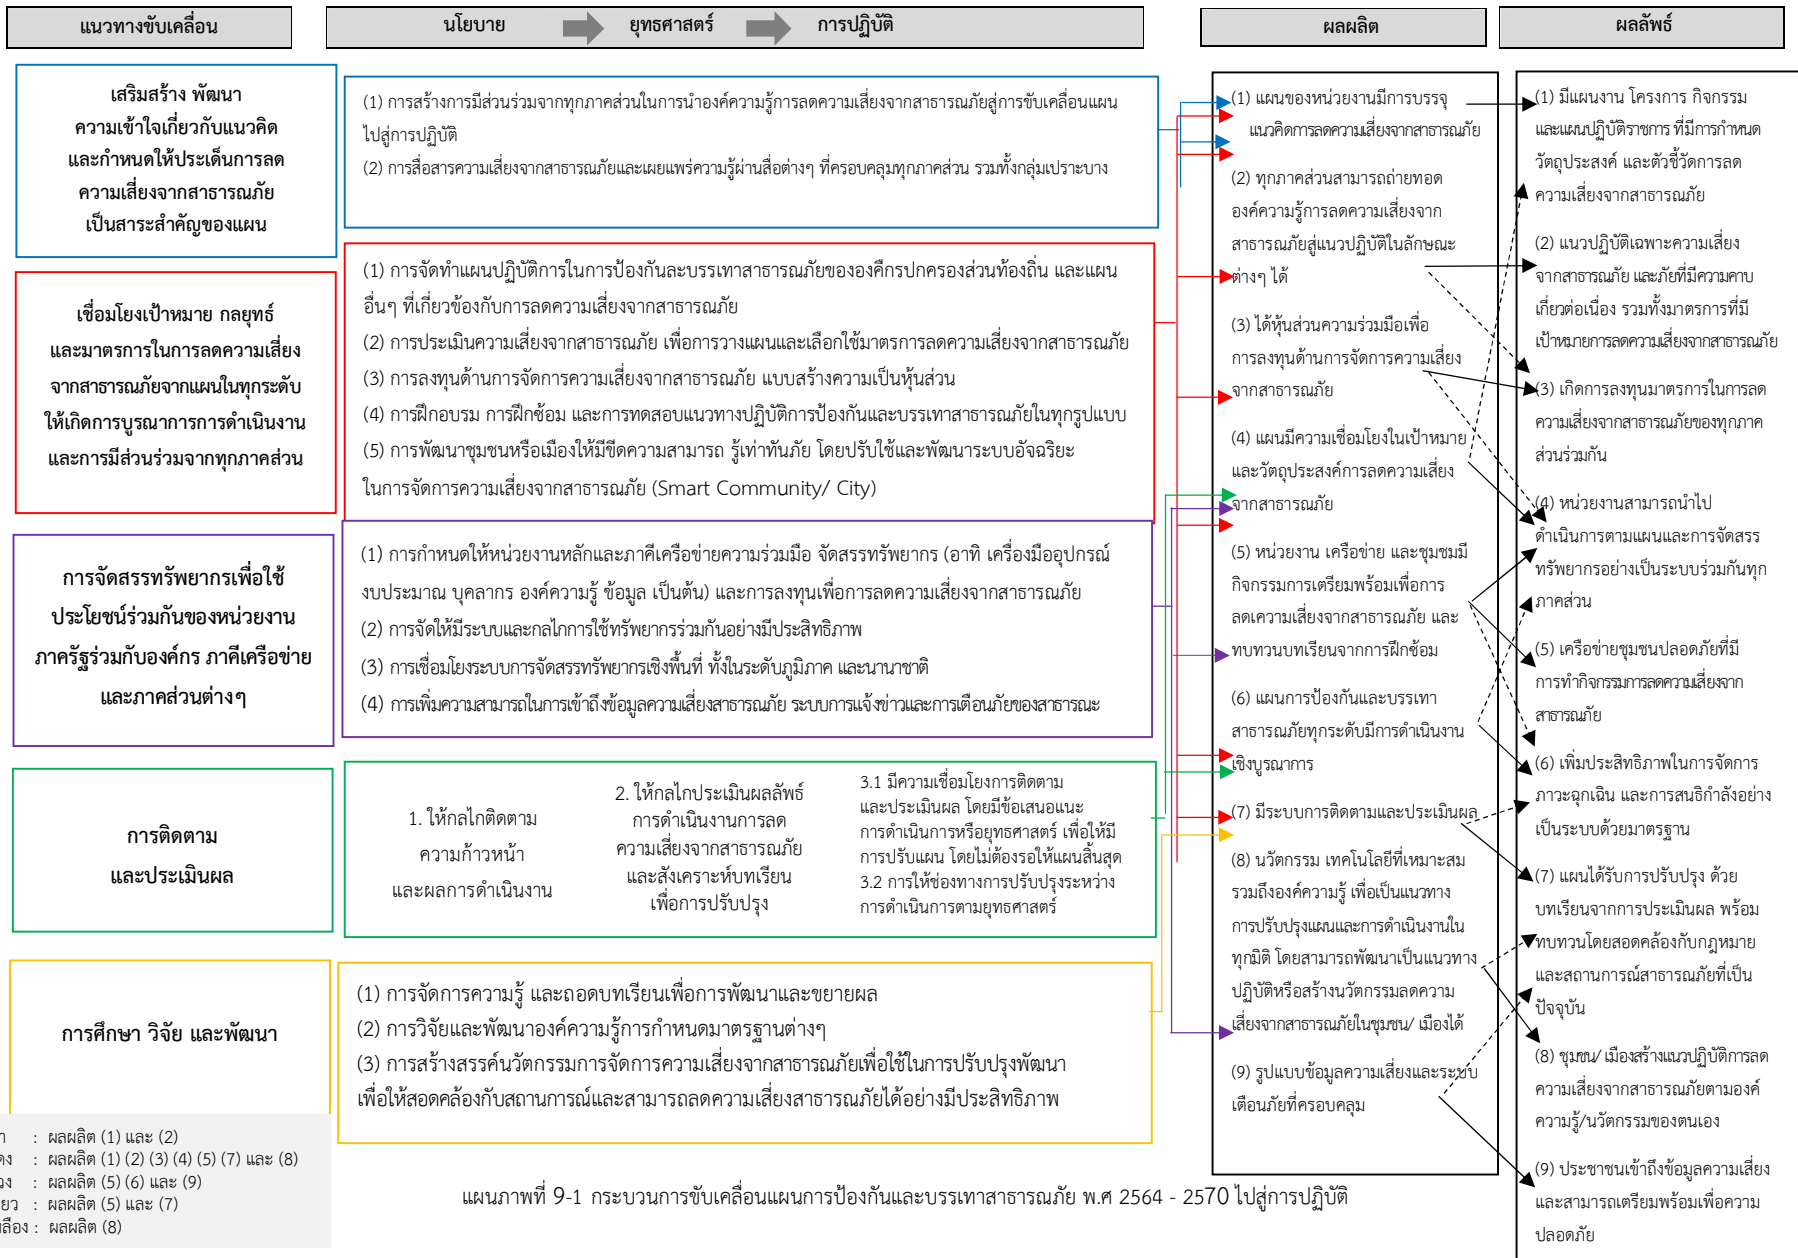 แนวทางขับเคลื่อน
นโยบาย
ยุทธศาสตร์
การปฏิบัติ
ผลผลิต
ผลลัพธ์
เสริมสร้าง พัฒนา
ความเข้าใจเกี่ยวกับแนวคิด
และกำหนดให้ประเด็นการลด
ความเสี่ยงจากสาธารณภัย
เป็นสาระสำคัญของแผน
(1) การสร้างการมีส่วนร่วมจากทุกภาคส่วนในการนำองค์ความรู้การลดความเสี่ยงจากสาธารณภัยสู่การขับเคลื่อนแผน
ไปสู่การปฏิบัติ
(2) การสื่อสารความเสี่ยงจากสาธารณภัยและเผยแพร่ความรู้ผ่านสื่อต่างๆ ที่ครอบคลุมทุกภาคส่วน รวมทั้งกลุ่มเปราะบาง
เชื่อมโยงเป้าหมาย กลยุทธ์
และมาตรการในการลดความเสี่ยง
จากสาธารณภัยจากแผนในทุกระดับ
ให้เกิดการบูรณาการการดำเนินงาน
และการมีส่วนร่วมจากทุกภาคส่วน
(1) การจัดทำแผนปฏิบัติการในการป้องกันละบรรเทาสาธารณภัยขององค์กรปกครองส่วนท้องถิ่น และแผน
อื่นๆ ที่เกี่ยวข้องกับการลดความเสี่ยงจากสาธารณภัย
(2) การประเมินความเสี่ยงจากสาธารณภัย เพื่อการวางแผนและเลือกใช้มาตรการลดความเสี่ยงจากสาธารณภัย
(3) การลงทุนด้านการจัดการความเสี่ยงจากสาธารณภัย แบบสร้างความเป็นหุ้นส่วน
(4) การฝึกอบรม การฝึกซ้อม และการทดสอบแนวทางปฏิบัติการป้องกันและบรรเทาสาธารณภัยในทุกรูปแบบ
(5) การพัฒนาชุมชนหรือเมืองให้มีขีดความสามารถ รู้เท่าทันภัย โดยปรับใช้และพัฒนาระบบอัจฉริยะ
ในการจัดการความเสี่ยงจากสาธารณภัย (Smart Community/ City)
การจัดสรรทรัพยากรเพื่อใช้
ประโยชน์ร่วมกันของหน่วยงาน
ภาครัฐร่วมกับองค์กร ภาคีเครือข่าย
และภาคส่วนต่างๆ
(1) การกำหนดให้หน่วยงานหลักและภาคีเครือข่ายความร่วมมือ จัดสรรทรัพยากร (อาทิ เครื่องมืออุปกรณ์
งบประมาณ บุคลากร องค์ความรู้ ข้อมูล เป็นต้น) และการลงทุนเพื่อการลดความเสี่ยงจากสาธารณภัย
(2) การจัดให้มีระบบและกลไกการใช้ทรัพยากรร่วมกันอย่างมีประสิทธิภาพ
(3) การเชื่อมโยงระบบการจัดสรรทรัพยากรเชิงพื้นที่ ทั้งในระดับภูมิภาค และนานาชาติ
(4) การเพิ่มความสามารถในการเข้าถึงข้อมูลความเสี่ยงสาธารณภัย ระบบการแจ้งข่าวและการเตือนภัยของสาธารณะ
การติดตาม
และประเมินผล
1. ให้กลไกติดตาม
ความก้าวหน้า
และผลการดำเนินงาน
2. ให้กลไกประเมินผลลัพธ์
การดำเนินงานการลด
ความเสี่ยงจากสาธารณภัย
และสังเคราะห์บทเรียน
เพื่อการปรับปรุง
3.1 มีความเชื่อมโยงการติดตาม
และประเมินผล โดยมีข้อเสนอแนะ
การดำเนินการหรือยุทธศาสตร์ เพื่อให้มี
การปรับแผน โดยไม่ต้องรอให้แผนสิ้นสุด
3.2 การให้ช่องทางการปรับปรุงระหว่าง
การดำเนินการตามยุทธศาสตร์
การศึกษา วิจัย และพัฒนา
(1) การจัดการความรู้ และถอดบทเรียนเพื่อการพัฒนาและขยายผล
(2) การวิจัยและพัฒนาองค์ความรู้การกำหนดมาตรฐานต่างๆ
(3) การสร้างสรรค์นวัตกรรมการจัดการความเสี่ยงจากสาธารณภัยเพื่อใช้ในการปรับปรุงพัฒนา
เพื่อให้สอดคล้องกับสถานการณ์และสามารถลดความเสี่ยงสาธารณภัยได้อย่างมีประสิทธิภาพ
(1) แผนของหน่วยงานมีการบรรจุ
แนวคิดการลดความเสี่ยงจากสาธารณภัย
(2) ทุกภาคส่วนสามารถถ่ายทอด
องค์ความรู้การลดความเสี่ยงจาก
สาธารณภัยสู่แนวปฏิบัติในลักษณะ
ต่างๆ ได้
(3) ได้หุ้นส่วนความร่วมมือเพื่อ
การลงทุนด้านการจัดการความเสี่ยง
จากสาธารณภัย
(4) แผนมีความเชื่อมโยงในเป้าหมาย
และวัตถุประสงค์การลดความเสี่ยง
จากสาธารณภัย
(5) หน่วยงาน เครือข่าย และชุมชมมี
กิจกรรมการเตรียมพร้อมเพื่อการ
ลดเความเสี่ยงจากสาธารณภัย และ
ทบทวนบทเรียนจากการฝึกซ้อม
(6) แผนการป้องกันและบรรเทา
สาธารณภัยทุกระดับมีการดำเนินงาน
เชิงบูรณาการ
(7) มีระบบการติดตามและประเมินผล
(8) นวัตกรรม เทคโนโลยีที่เหมาะสม
รวมถึงองค์ความรู้ เพื่อเป็นแนวทาง
การปรับปรุงแผนและการดำเนินงานใน
ทุกมิติ โดยสามารถพัฒนาเป็นแนวทาง
ปฏิบัติหรือสร้างนวัตกรรมลดความ
เสี่ยงจากสาธารณภัยในชุมชน/ เมืองได้
(9) รูปแบบข้อมูลความเสี่ยงและระบบ
เตือนภัยที่ครอบคลุม
(1) มีแผนงาน โครงการ กิจกรรม
และแผนปฏิบัติราชการ ที่มีการกำหนด
วัตถุประสงค์ และตัวชี้วัดการลด
ความเสี่ยงจากสาธารณภัย
(2) แนวปฏิบัติเฉพาะความเสี่ยง
จากสาธารณภัย และภัยที่มีความคาบ
เกี่ยวต่อเนื่อง รวมทั้งมาตรการที่มี
เป้าหมายการลดความเสี่ยงจากสาธารณภัย
(3) เกิดการลงทุนมาตรการในการลด
ความเสี่ยงจากสาธารณภัยของทุกภาค
ส่วนร่วมกัน
(4) หน่วยงานสามารถนำไป
ดำเนินการตามแผนและการจัดสรร
ทรัพยากรอย่างเป็นระบบร่วมกันทุก
ภาคส่วน
(5) เครือข่ายชุมชนปลอดภัยที่มี
การทำกิจกรรมการลดความเสี่ยงจาก
สาธารณภัย
(6) เพิ่มประสิทธิภาพในการจัดการ
ภาวะฉุกเฉิน และการสนธิกำลังอย่าง
เป็นระบบด้วยมาตรฐาน
(7) แผนได้รับการปรับปรุง ด้วย
บทเรียนจากการประเมินผล พร้อม
ทบทวนโดยสอดคล้องกับกฎหมาย
และสถานการณ์สาธารณภัยที่เป็น
ปัจจุบัน
(8) ชุมชน/ เมืองสร้างแนวปฏิบัติการลด
ความเสี่ยงจากสาธารณภัยตามองค์
ความรู้/นวัตกรรมของตนเอง
(9) ประชาชนเข้าถึงข้อมูลความเสี่ยง
และสามารถเตรียมพร้อมเพื่อความ
ปลอดภัย
: ผลผลิต (1) และ (2)
: ผลผลิต (1) (2) (3) (4) (5) (7) และ (8)
: ผลผลิต (5) (6) และ (9)
: ผลผลิต (5) และ (7)
: ผลผลิต (8)
แผนภาพที่ 9-1 กระบวนการขับเคลื่อนแผนการป้องกันและบรรเทาสาธารณภัย พ.ศ 2564 - 2570 ไปสู่การปฏิบัติ